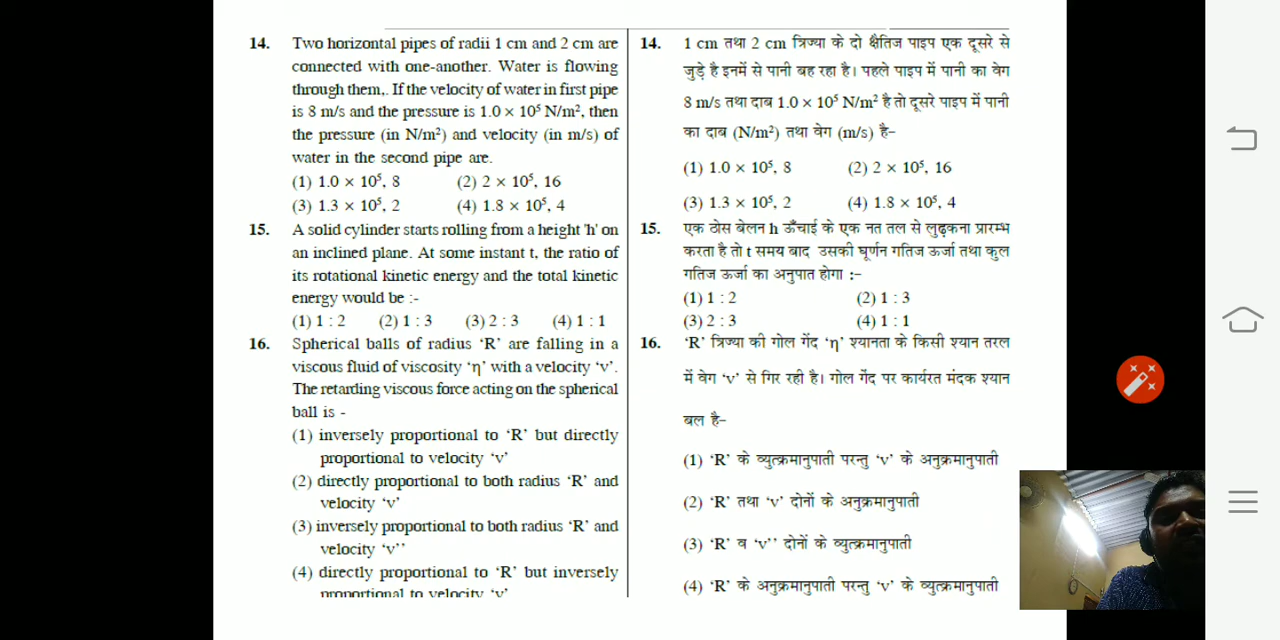 14. Two horizontal pipes of radii 1 cm and 2 cm are
connected with one-another. Water is flowing
through them,. If the velocity of water in first pipe
is 8 m/s and the pressure is 1.0 × 10⁵ N/m², then
the pressure (in N/m²) and velocity (in m/s) of
water in the second pipe are.
(1) 1.0 × 10⁵, 8 (2) 2 × 10⁵, 16
(3) 1.3 × 10⁵, 2 (4) 1.8 × 10⁵, 4
15. A solid cylinder starts rolling from a height 'h' on
an inclined plane. At some instant t, the ratio of
its rotational kinetic energy and the total kinetic
energy would be :-
(1) 1 : 2 (2) 1 : 3 (3) 2 : 3 (4) 1 : 1
16. Spherical balls of radius ‘R’ are falling in a
viscous fluid of viscosity ‘η’ with a velocity ‘v’.
The retarding viscous force acting on the spherical
ball is -
(1) inversely proportional to ‘R’ but directly
proportional to velocity ‘v’
(2) directly proportional to both radius ‘R’ and
velocity ‘v’
(3) inversely proportional to both radius ‘R’ and
velocity ‘v’’
(4) directly proportional to ‘R’ but inversely
proportional to velocity ‘v’
14. 1 cm तथा 2 cm त्रिज्या के दो क्षैतिज पाइप एक दूसरे से
जुड़े है इनमें से पानी बह रहा है। पहले पाइप में पानी का वेग
8 m/s तथा दाब 1.0 × 10⁵ N/m² है तो दूसरे पाइप में पानी
का दाब (N/m²) तथा वेग (m/s) है–
(1) 1.0 × 10⁵, 8 (2) 2 × 10⁵, 16
(3) 1.3 × 10⁵, 2 (4) 1.8 × 10⁵, 4
15. एक ठोस बेलन h ऊँचाई के एक नत तल से लुढ़कना प्रारम्भ
करता है तो t समय बाद उसकी घूर्णन गतिज ऊर्जा तथा कुल
गतिज ऊर्जा का अनुपात होगा :–
(1) 1 : 2 (2) 1 : 3
(3) 2 : 3 (4) 1 : 1
16. ‘R’ त्रिज्या की गोल गेंद ‘η’ श्यानता के किसी श्यान तरल
में वेग ‘v’ से गिर रही है। गोल गेंद पर कार्यरत मंदक श्यान
बल है–
(1) ‘R’ के व्युत्क्रमानुपाती परन्तु ‘v’ के अनुक्रमानुपाती
(2) ‘R’ तथा ‘v’ दोनों के अनुक्रमानुपाती
(3) ‘R’ व ‘v’’ दोनों के व्युत्क्रमानुपाती
(4) ‘R’ के अनुक्रमानुपाती परन्तु ‘v’ के व्युत्क्रमानुपाती